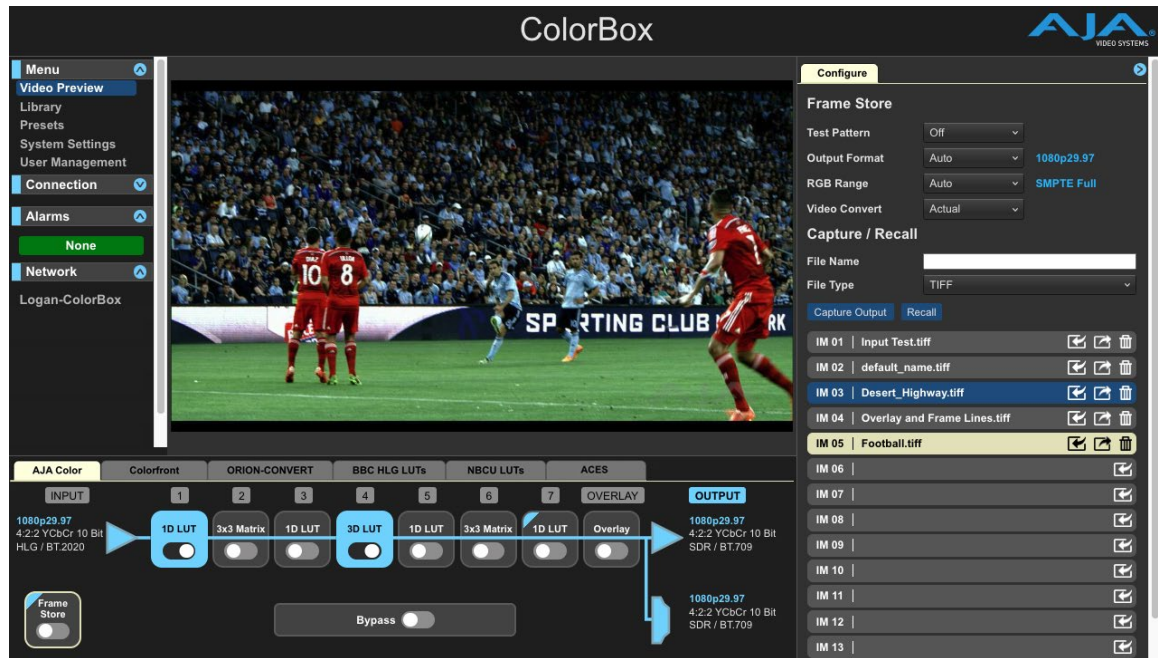 ColorBox
AJA
VIDEO SYSTEMS
Menu
Video Preview
Library
Presets
System Settings
User Management
Connection
Alarms
None
Network
Logan-ColorBox
10
8
7
SP RTING CLUB
RK
Configure
Frame Store
Test Pattern Off
Output Format Auto 1080p29.97
RGB Range Auto SMPTE Full
Video Convert Actual
Capture / Recall
File Name
File Type TIFF
Capture Output Recall
IM 01 | Input Test.tiff
IM 02 | default_name.tiff
IM 03 | Desert_Highway.tiff
IM 04 | Overlay and Frame Lines.tiff
IM 05 | Football.tiff
IM 06 |
IM 07 |
IM 08 |
IM 09 |
IM 10 |
IM 11 |
IM 12 |
IM 13 |
AJA Color Colorfront ORION-CONVERT BBC HLG LUTs NBCU LUTs ACES
INPUT 1 2 3 4 5 6 7 OVERLAY OUTPUT
1080p29.97
4:2:2 YCbCr 10 Bit
HLG / BT.2020
1D LUT 3x3 Matrix 1D LUT 3D LUT 1D LUT 3x3 Matrix 1D LUT Overlay
1080p29.97
4:2:2 YCbCr 10 Bit
SDR / BT.709
Frame
Store
Bypass
1080p29.97
4:2:2 YCbCr 10 Bit
SDR / BT.709